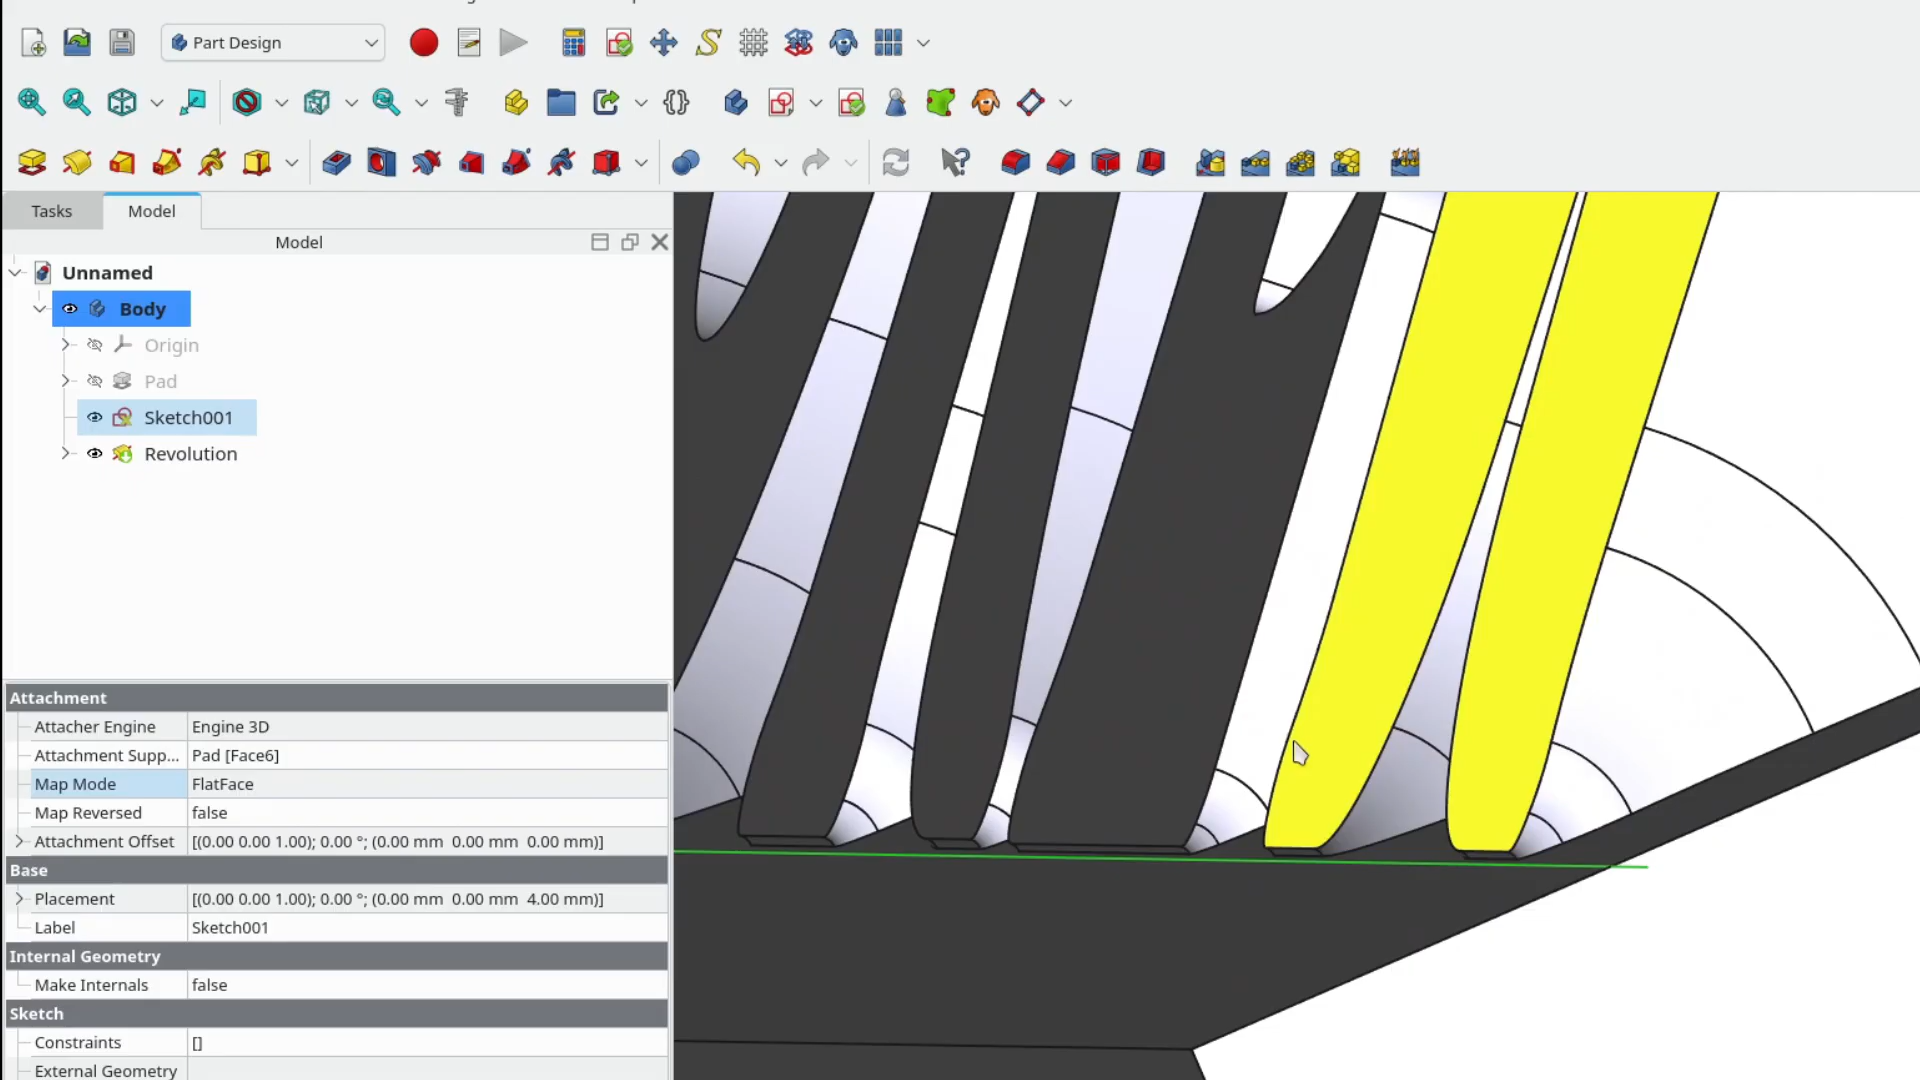 Part Design
Tasks
Model
Model
Unnamed
Body
Origin
Pad
Sketch001
Revolution
Attachment
Attacher Engine Engine 3D
Attachment Supp... Pad [Face6]
Map Mode FlatFace
Map Reversed false
Attachment Offset [(0.00 0.00 1.00); 0.00 °; (0.00 mm 0.00 mm 0.00 mm)]
Base
Placement [(0.00 0.00 1.00); 0.00 °; (0.00 mm 0.00 mm 4.00 mm)]
Label Sketch001
Internal Geometry
Make Internals false
Sketch
Constraints []
External Geometry